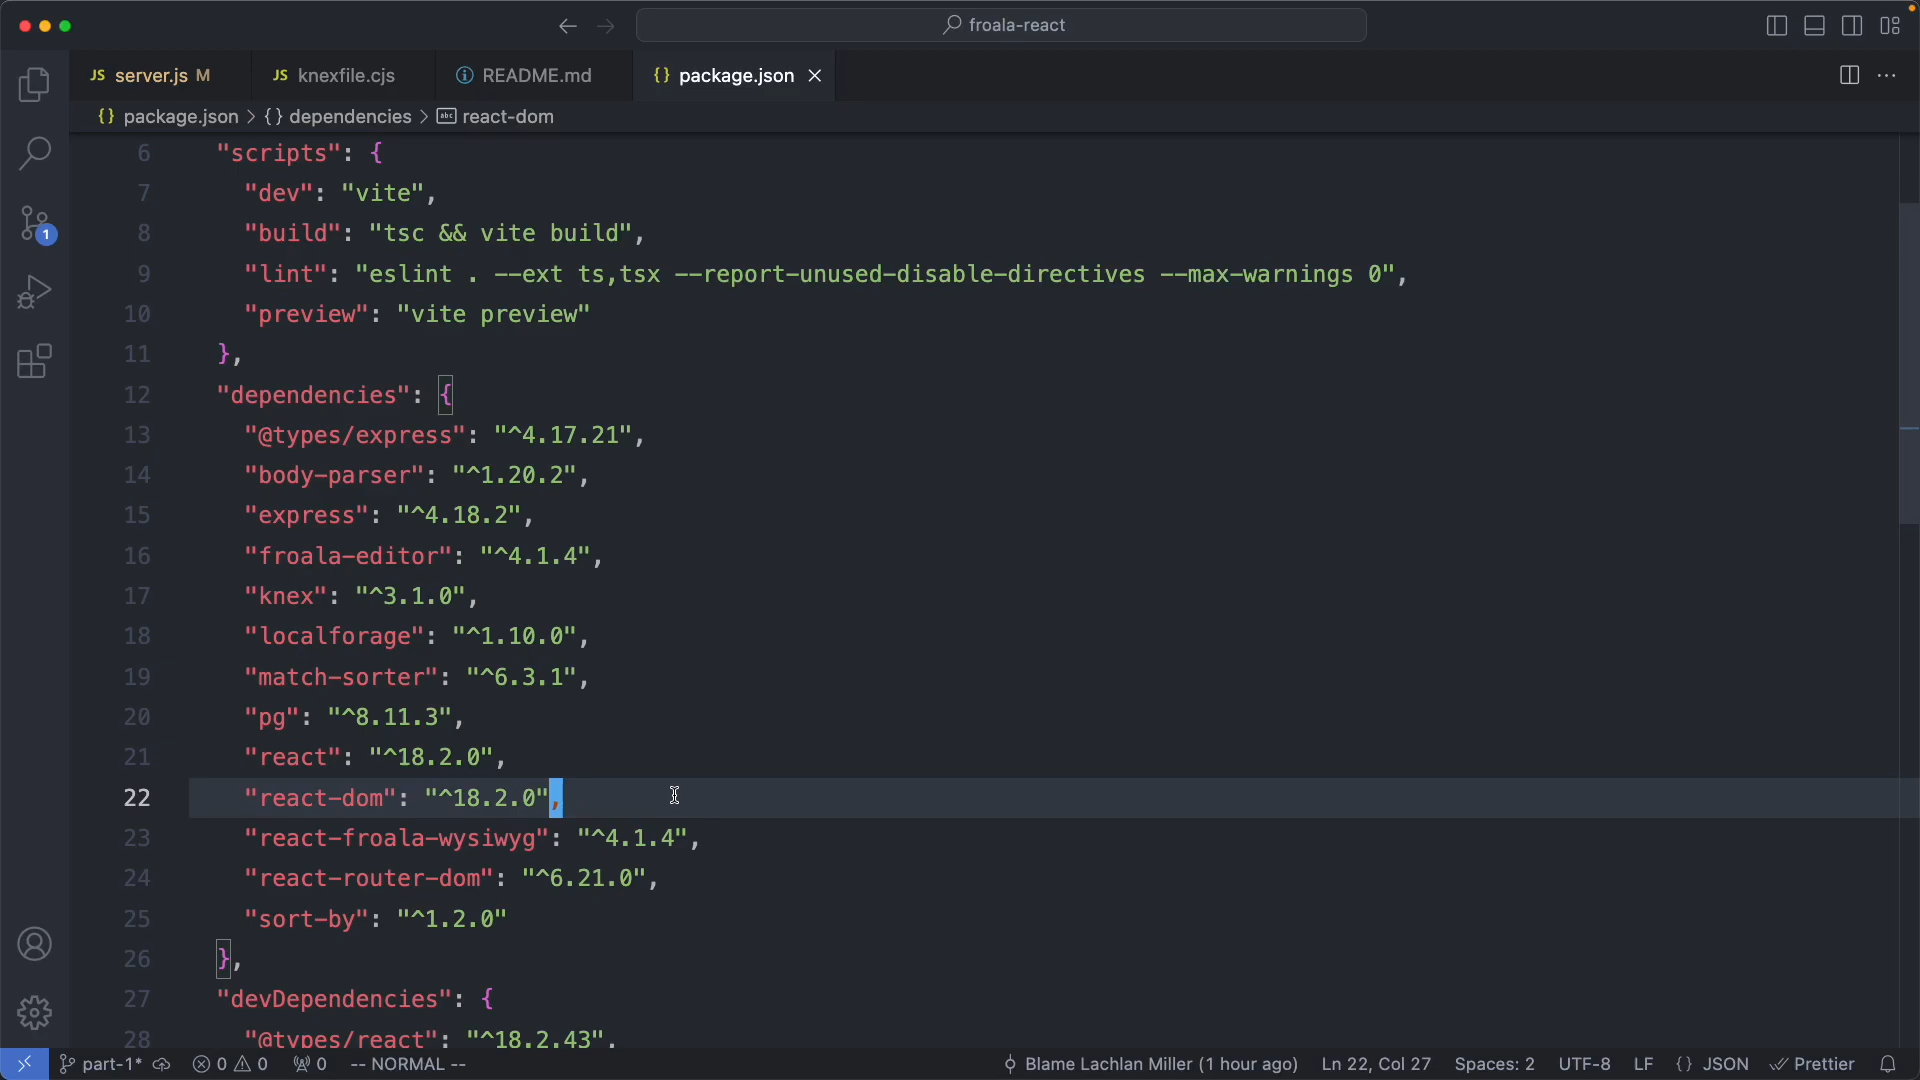 froala-react
JS server.js M
JS knexfile.cjs
README.md
{} package.json
{} package.json > {} dependencies > abc react-dom
6 "scripts": {
7 "dev": "vite",
8 "build": "tsc && vite build",
9 "lint": "eslint . --ext ts,tsx --report-unused-disable-directives --max-warnings 0",
10 "preview": "vite preview"
11 },
12 "dependencies": {
13 "@types/express": "^4.17.21",
14 "body-parser": "^1.20.2",
15 "express": "^4.18.2",
16 "froala-editor": "^4.1.4",
17 "knex": "^3.1.0",
18 "localforage": "^1.10.0",
19 "match-sorter": "^6.3.1",
20 "pg": "^8.11.3",
21 "react": "^18.2.0",
22 "react-dom": "^18.2.0",
23 "react-froala-wysiwyg": "^4.1.4",
24 "react-router-dom": "^6.21.0",
25 "sort-by": "^1.2.0"
26 },
27 "devDependencies": {
28 "@types/react": "^18.2.43",
1
part-1* 0 0 0 -- NORMAL -- Blame Lachlan Miller (1 hour ago) Ln 22, Col 27 Spaces: 2 UTF-8 LF {} JSON Prettier